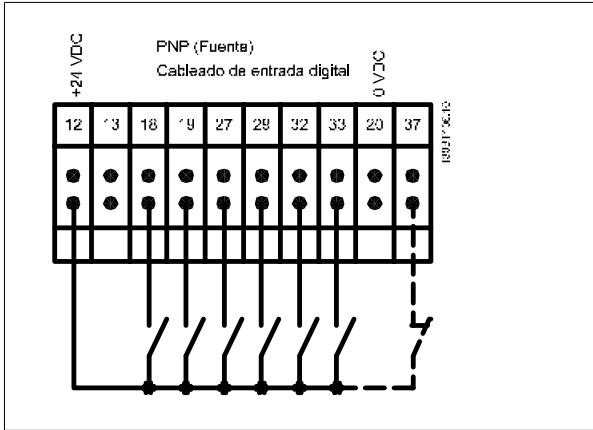 +24 VDC
PNP (Fuente)
Cableado de entrada digital
0 VDC
12 13 18 19 27 29 32 33 20 37